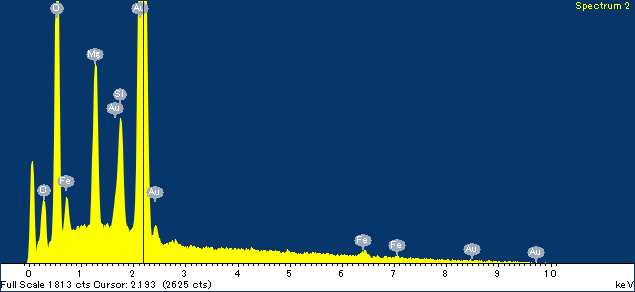 Spectrum 2
O Au
Mg
Si
Au
Fe
Au
Fe
Fe
Au
Au
0 1 2 3 4 5 6 7 8 9 10
Full Scale 1813 cts Cursor: 2.193 (2625 cts) keV